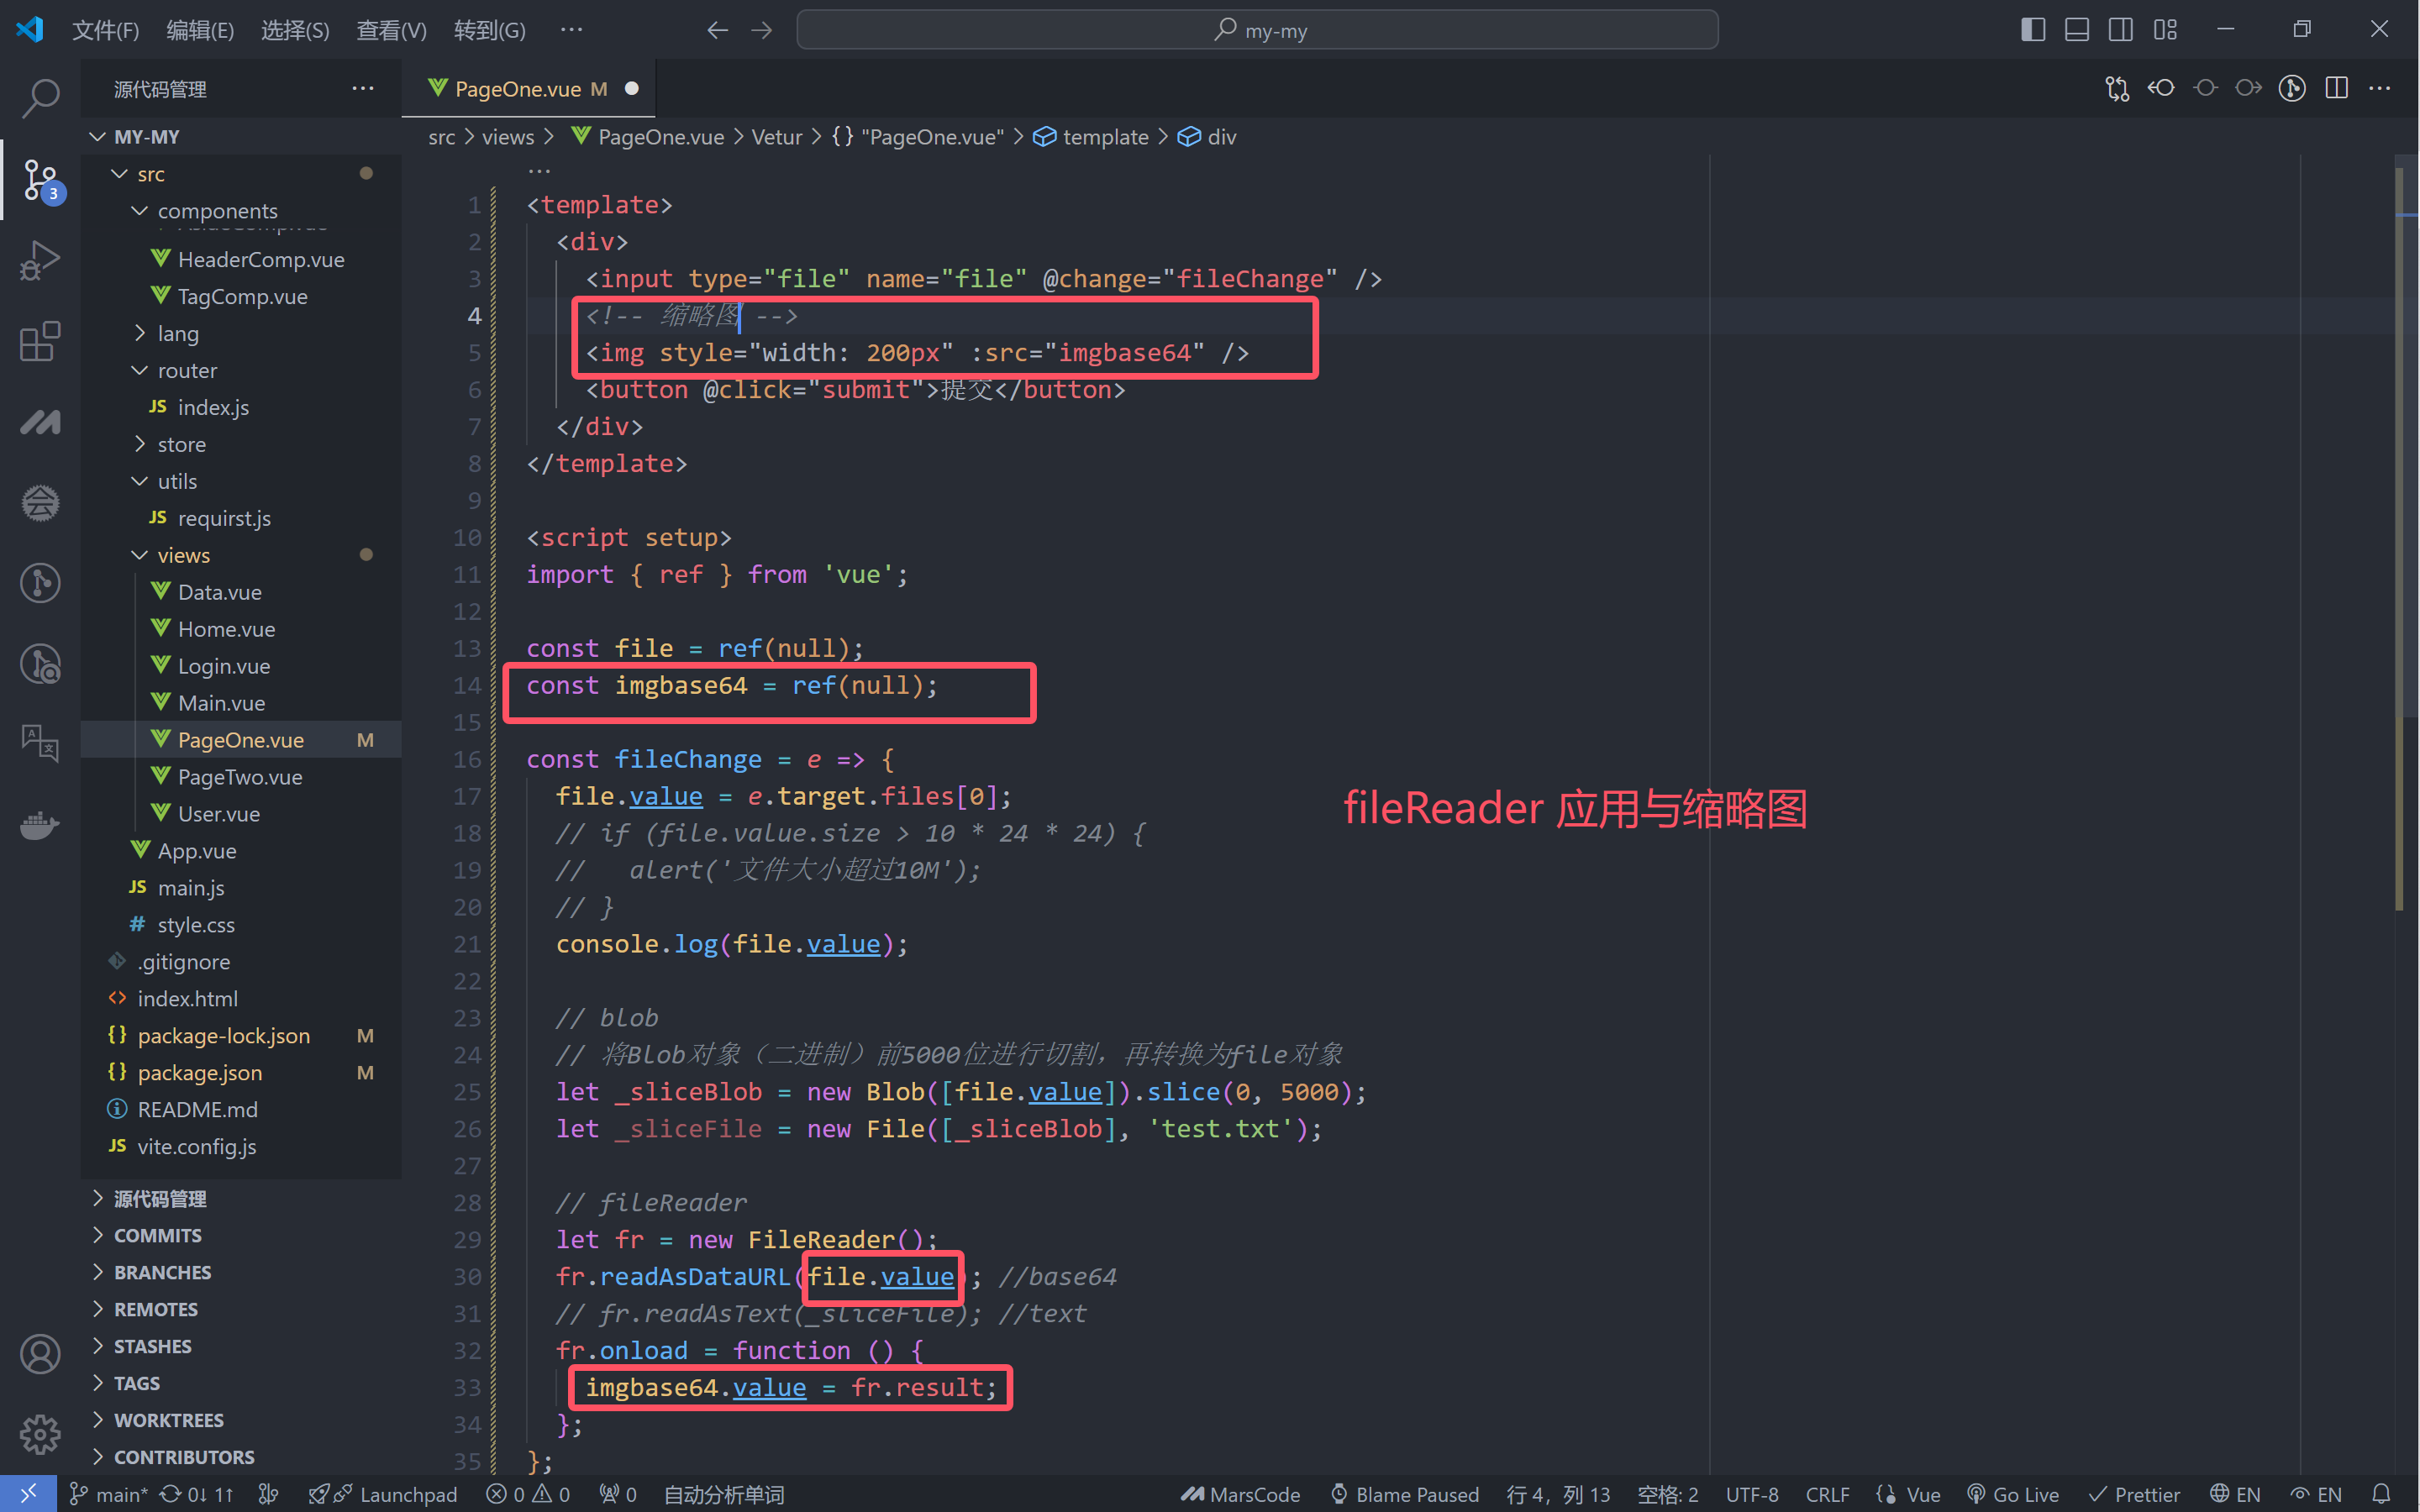 文件(F) 编辑(E) 选择(S) 查看(V) 转到(G) ··· my-my
源代码管理 ···
PageOne.vue M
MY-MY
src > views > PageOne.vue > Vetur > {} "PageOne.vue" > template > div
src
components
HeaderComp.vue
TagComp.vue
lang
router
JS index.js
store
utils
JS requirst.js
views
Data.vue
Home.vue
Login.vue
Main.vue
PageOne.vue M
PageTwo.vue
User.vue
App.vue
JS main.js
# style.css
.gitignore
<> index.html
{} package-lock.json M
{} package.json M
README.md
JS vite.config.js
源代码管理
COMMITS
BRANCHES
REMOTES
STASHES
TAGS
WORKTREES
CONTRIBUTORS
3
···
1 <template>
2 <div>
3 <input type="file" name="file" @change="fileChange" />
4 <!-- 缩略图 -->
5 <img style="width: 200px" :src="imgbase64" />
6 <button @click="submit">提交</button>
7 </div>
8 </template>
9
10 <script setup>
11 import { ref } from 'vue';
12
13 const file = ref(null);
14 const imgbase64 = ref(null);
15
16 const fileChange = e => {
17 file.value = e.target.files[0];
18 // if (file.value.size > 10 * 24 * 24) {
19 // alert('文件大小超过10M');
20 // }
21 console.log(file.value);
22
23 // blob
24 // 将Blob对象（二进制）前5000位进行切割，再转换为file对象
25 let _sliceBlob = new Blob([file.value]).slice(0, 5000);
26 let _sliceFile = new File([_sliceBlob], 'test.txt');
27
28 // fileReader
29 let fr = new FileReader();
30 fr.readAsDataURL(file.value); //base64
31 // fr.readAsText(_sliceFile); //text
32 fr.onload = function () {
33 imgbase64.value = fr.result;
34 };
35 };
fileReader 应用与缩略图
main* 0↓ 1↑ Launchpad 0 0 0 自动分析单词 MarsCode Blame Paused 行 4，列 13 空格: 2 UTF-8 CRLF Vue Go Live Prettier EN EN